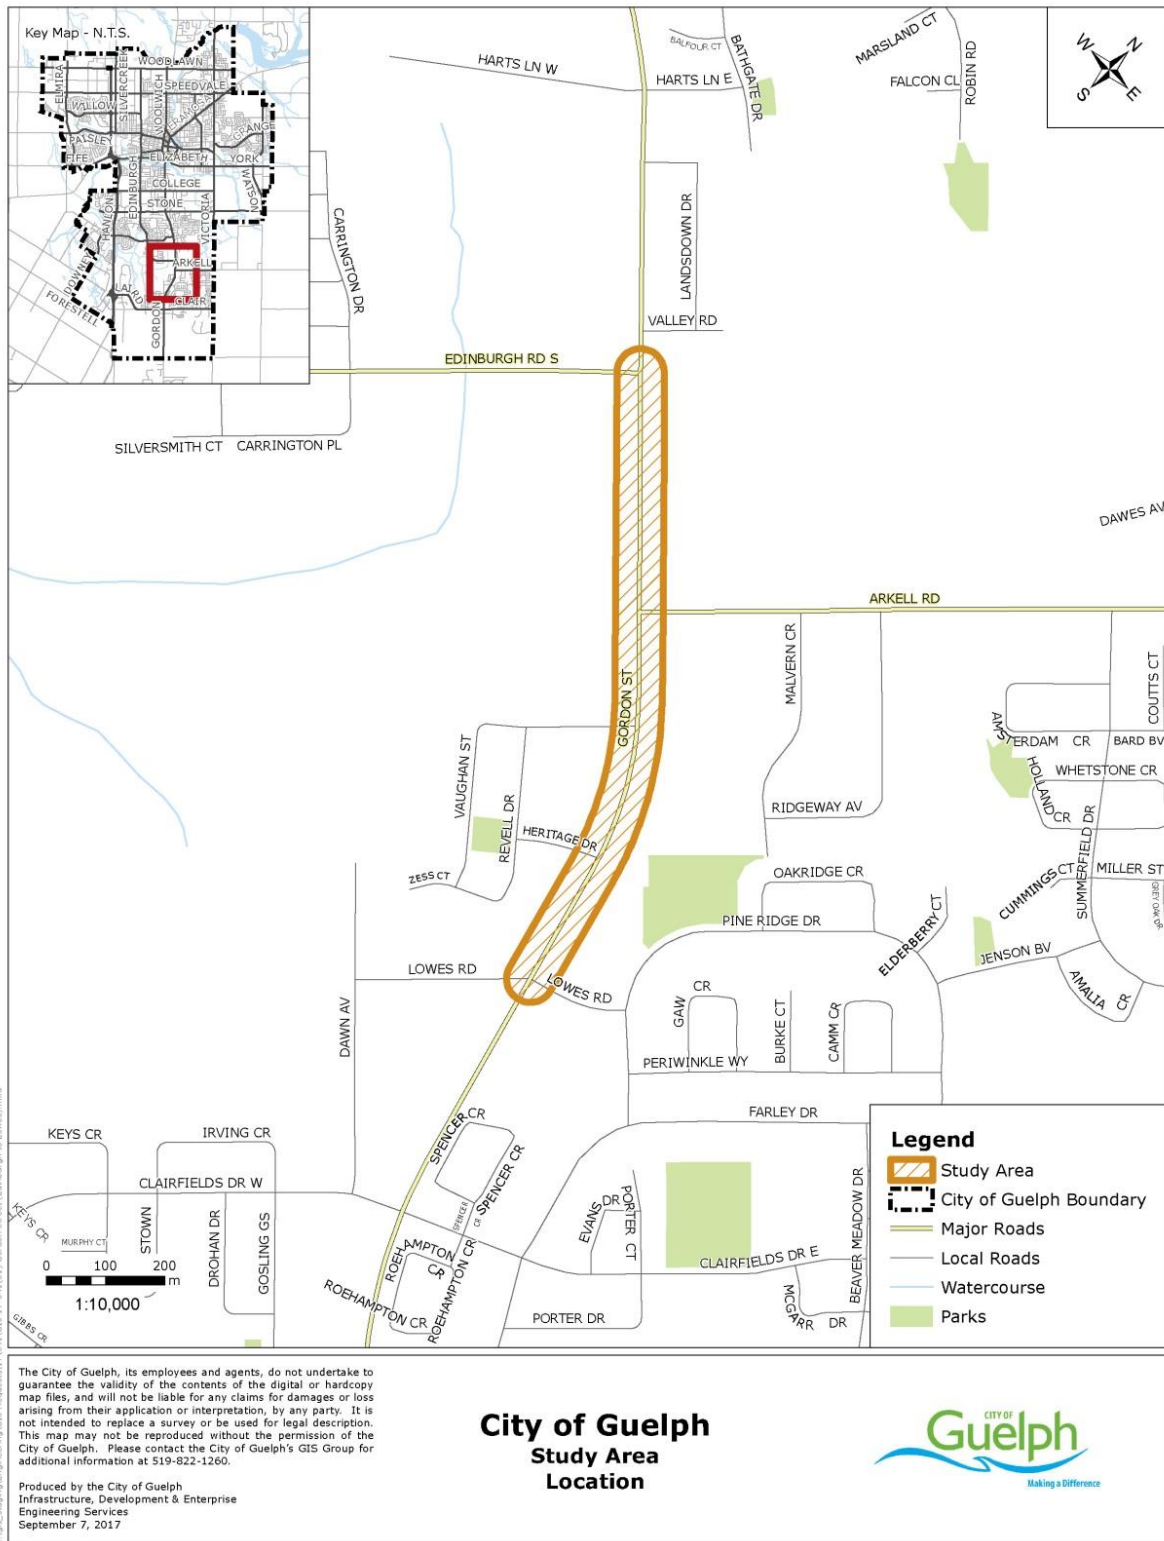 Key Map - N.T.S.
WOODLAWN
ELMIRA
SILVERCREEK
WOOLWICH
SPEEDVALE
WILLOW
GRANGE
PAISLEY
FIFE
ELIZABETH
YORK
EDINBURGH
COLLEGE
WATSON
STONE
HANLON
VICTORIA
DOWNEY
ARKELL
LAIRD
CLAIR
FORESTELL
GORDON
HARTS LN W
BALFOUR CT
BATHGATE DR
HARTS LN E
MARSLAND CT
FALCON CL
ROBIN RD
N
E
S
W
CARRINGTON DR
LANDSDOWN DR
VALLEY RD
EDINBURGH RD S
SILVERSMITH CT
CARRINGTON PL
DAWES AV
ARKELL RD
GORDON ST
MALVERN CR
COUTTS CT
AMSTERDAM CR
BARD BV
VAUGHAN ST
REVELL DR
HERITAGE DR
ZESS CT
RIDGEWAY AV
HOLLAND CR
WHETSTONE CR
SUMMERFIELD DR
OAKRIDGE CR
CUMMINGS CT
MILLER ST
GREY OAK DR
PINE RIDGE DR
ELDERBERRY CT
JENSON BV
LOWES RD
LOWES RD
AMALIA CR
DAWN AV
GAW CR
BURKE CT
CAMM CR
PERIWINKLE WY
FARLEY DR
KEYS CR
IRVING CR
SPENCER CR
SPENCER CR
SPENCER CR
CLAIRFIELDS DR W
KEYS CR
MURPHY CT
STOWN
DROHAN DR
GOSLING GS
EVANS DR
PORTER CT
CLAIRFIELDS DR E
BEAVER MEADOW DR
ROEHAMPTON CR
ROEHAMPTON CR
ROEHAMPTON CR
PORTER DR
MCGARR DR
GIBBS CR
0 100 200
m
1:10,000
Legend
Study Area
City of Guelph Boundary
Major Roads
Local Roads
Watercourse
Parks
The City of Guelph, its employees and agents, do not undertake to
guarantee the validity of the contents of the digital or hardcopy
map files, and will not be liable for any claims for damages or loss
arising from their application or interpretation, by any party. It is
not intended to replace a survey or be used for legal description.
This map may not be reproduced without the permission of the
City of Guelph. Please contact the City of Guelph's GIS Group for
additional information at 519-822-1260.
Produced by the City of Guelph
Infrastructure, Development & Enterprise
Engineering Services
September 7, 2017
City of Guelph
Study Area
Location
CITY OF
Guelph
Making a Difference